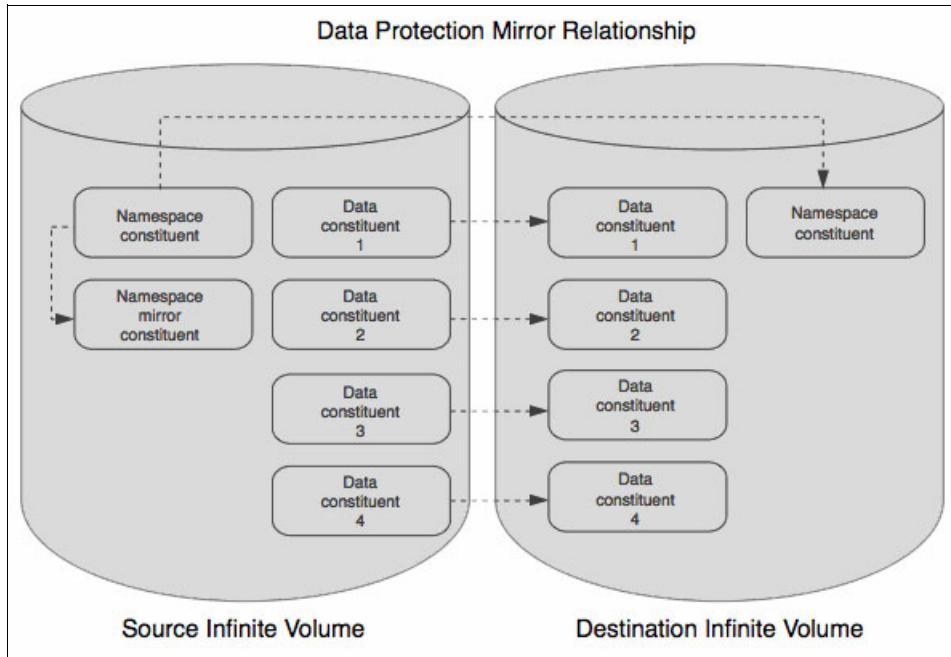 Data Protection Mirror Relationship
Namespace
constituent
Data
constituent
1
Data
constituent
1
Namespace
constituent
Namespace
mirror
constituent
Data
constituent
2
Data
constituent
2
Data
constituent
3
Data
constituent
3
Data
constituent
4
Data
constituent
4
Source Infinite Volume
Destination Infinite Volume